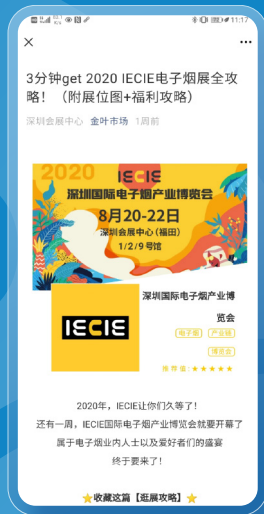 11:17
3分钟get 2020 IECIE电子烟展全攻
略！（附展位图+福利攻略）
深圳会展中心 金叶市场 1周前
2020
IECIE
深圳国际电子烟产业博览会
8月20-22日
深圳会展中心(福田)
1/2/9号馆
深圳国际电子烟产业博
览会
IECIE
电子烟 产业链
博览会
推荐值：★★★★★
2020年，IECIE让你们久等了！
还有一周，IECIE国际电子烟产业博览会就要开幕了
属于电子烟业内人士以及爱好者们的盛宴
终于要来了！
⭐收藏这篇【逛展攻略】⭐